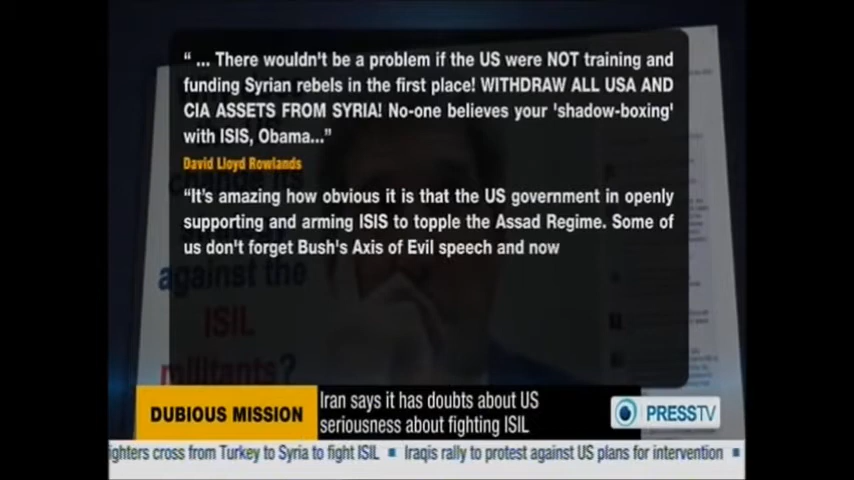 “ ... There wouldn't be a problem if the US were NOT training and
funding Syrian rebels in the first place! WITHDRAW ALL USA AND
CIA ASSETS FROM SYRIA! No-one believes your 'shadow-boxing'
with ISIS, Obama...”
David Lloyd Rowlands
“It's amazing how obvious it is that the US government in openly
supporting and arming ISIS to topple the Assad Regime. Some of
us don't forget Bush's Axis of Evil speech and now
against the
ISIL
militants?
DUBIOUS MISSION
Iran says it has doubts about US
seriousness about fighting ISIL
PRESSTV
ighters cross from Turkey to Syria to fight ISIL ■ Iraqis rally to protest against US plans for intervention ■